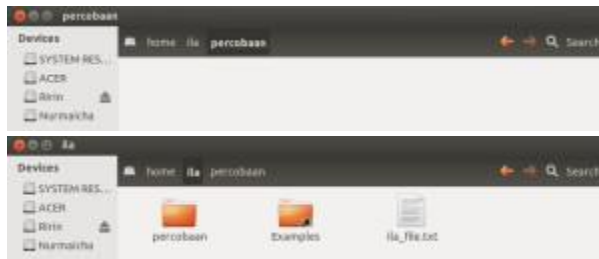 percobaan
Devices
home ila percobaan
Search
SYSTEM RES...
ACER
Ririn
Nurmaicha
ila
Devices
home ila percobaan
Search
SYSTEM RES...
ACER
Ririn
Nurmaicha
percobaan
Examples
ila_file.txt